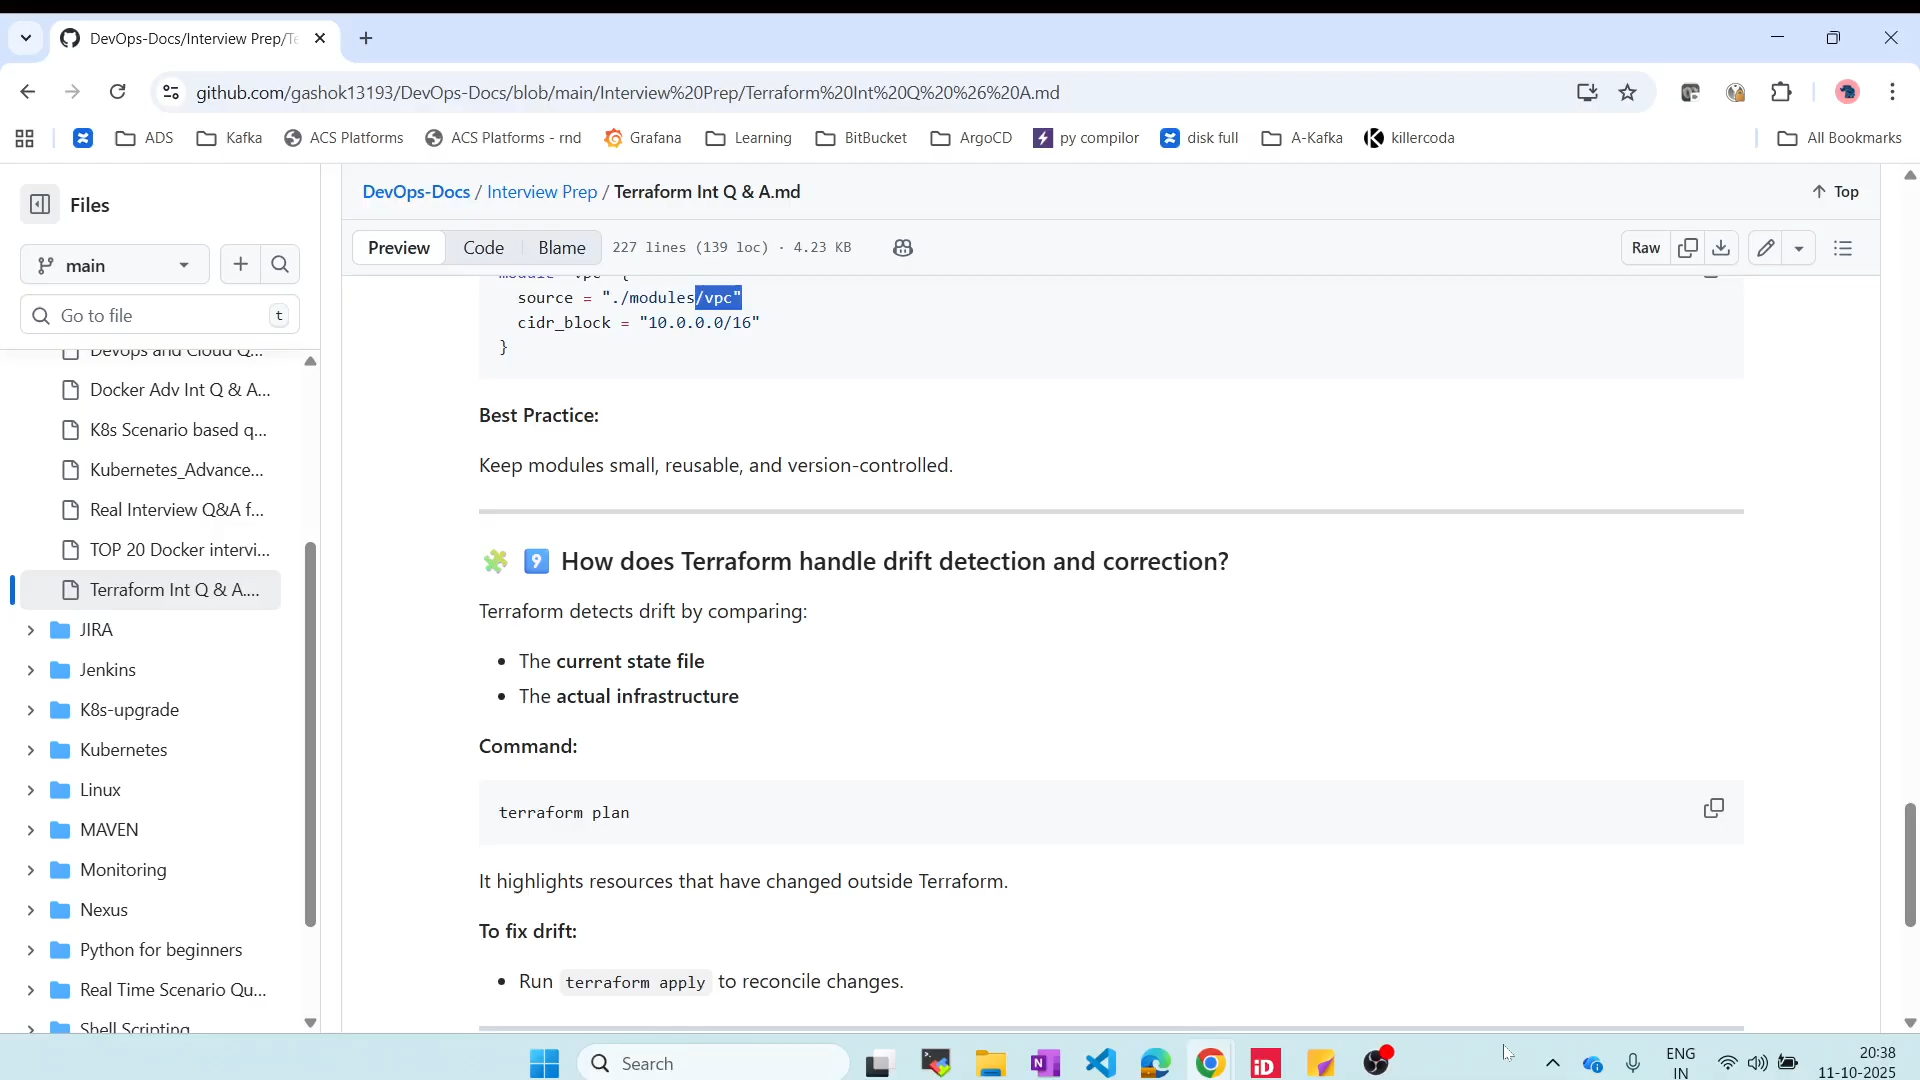 DevOps-Docs/Interview Prep/Te
github.com/gashok13193/DevOps-Docs/blob/main/Interview%20Prep/Terraform%20Int%20Q%20%26%20A.md
ADS
Kafka
ACS Platforms
ACS Platforms - rnd
Grafana
Learning
BitBucket
ArgoCD
py compilor
disk full
A-Kafka
killercoda
All Bookmarks
Files
main
Go to file
t
Devops and Cloud Q...
Docker Adv Int Q & A...
K8s Scenario based q...
Kubernetes_Advance...
Real Interview Q&A f...
TOP 20 Docker intervi...
Terraform Int Q & A....
JIRA
Jenkins
K8s-upgrade
Kubernetes
Linux
MAVEN
Monitoring
Nexus
Python for beginners
Real Time Scenario Qu...
Shell Scripting
DevOps-Docs / Interview Prep / Terraform Int Q & A.md
Top
Preview
Code
Blame
227 lines (139 loc) · 4.23 KB
Raw
module "vpc" {
source = "./modules/vpc"
cidr_block = "10.0.0.0/16"
}
Best Practice:
Keep modules small, reusable, and version-controlled.
9 How does Terraform handle drift detection and correction?
Terraform detects drift by comparing:
• The current state file
• The actual infrastructure
Command:
terraform plan
It highlights resources that have changed outside Terraform.
To fix drift:
• Run terraform apply to reconcile changes.
Search
iD
ENG
IN
20:38
11-10-2025